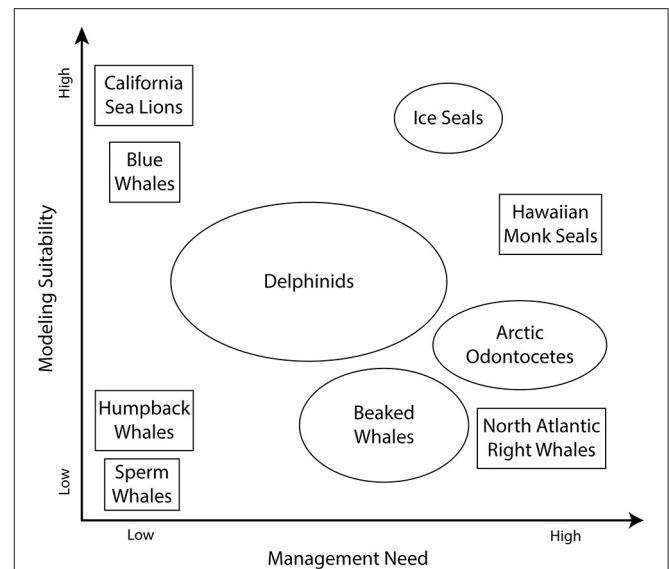 High
California
Sea Lions
Ice Seals
Blue
Whales
Hawaiian
Monk Seals
Modeling Suitability
Delphinids
Arctic
Odontocetes
Humpback
Whales
Beaked
Whales
North Atlantic
Right Whales
Sperm
Whales
Low
Low
High
Management Need